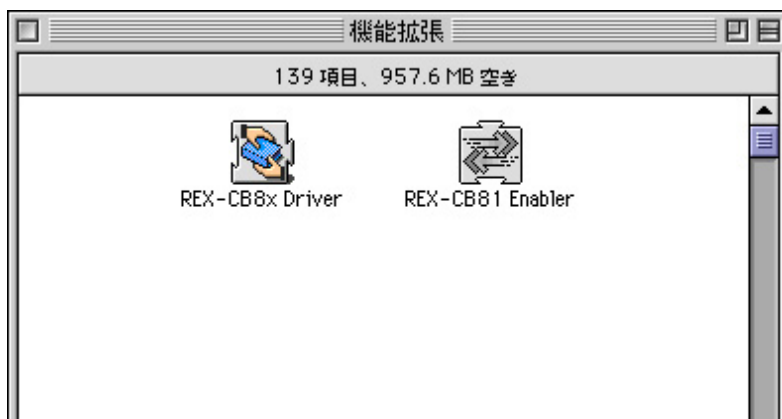 機能拡張
139 項目、957.6 MB 空き
REX-CB8x Driver
REX-CB81 Enabler